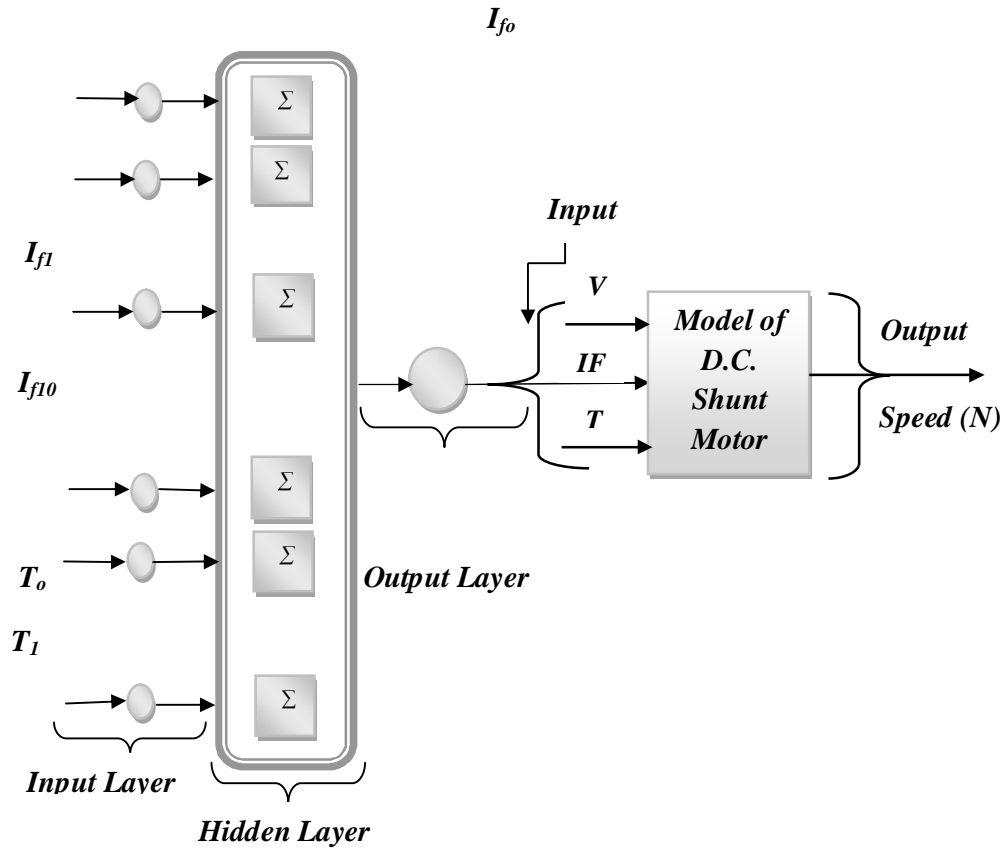 I_fo
Σ
Σ
I_f1
Σ
I_f10
Σ
T_o
Σ
T_1
Σ
Input Layer
Hidden Layer
Output Layer
Input
V
IF
T
Model of
D.C.
Shunt
Motor
Output
Speed (N)